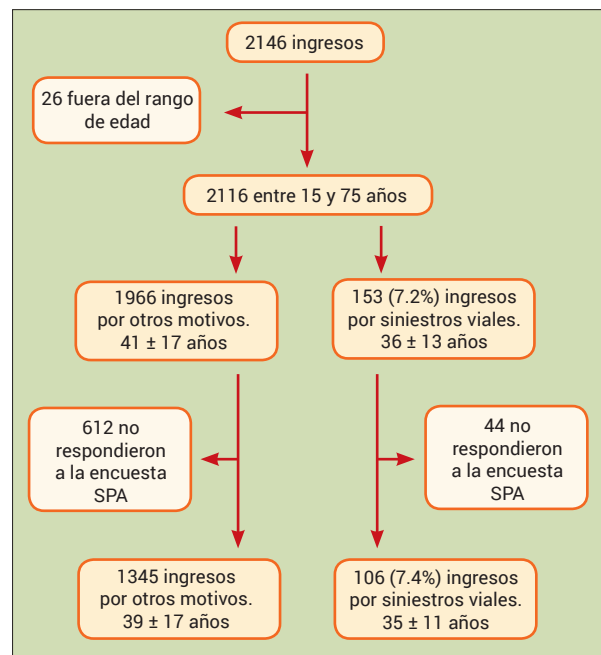 2146 ingresos
26 fuera del rango
de edad
2116 entre 15 y 75 años
1966 ingresos
por otros motivos.
41 ± 17 años
153 (7.2%) ingresos
por siniestros viales.
36 ± 13 años
612 no
respondieron
a la encuesta
SPA
44 no
respondieron
a la encuesta
SPA
1345 ingresos
por otros motivos.
39 ± 17 años
106 (7.4%) ingresos
por siniestros viales.
35 ± 11 años